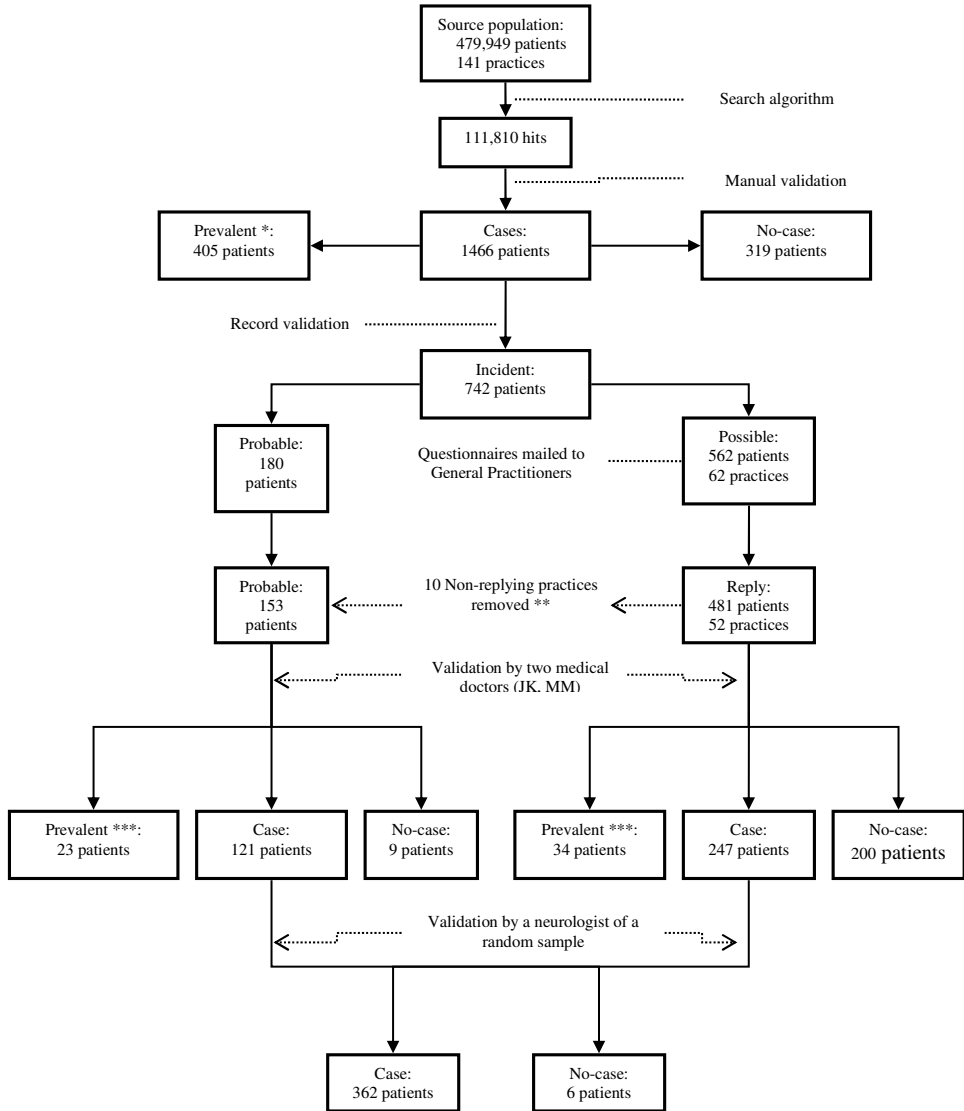 Source population:
479,949 patients
141 practices
Search algorithm
111,810 hits
Manual validation
Prevalent *:
405 patients
Cases:
1466 patients
No-case:
319 patients
Record validation
Incident:
742 patients
Probable:
180
patients
Questionnaires mailed to
General Practitioners
Possible:
562 patients
62 practices
Probable:
153
patients
10 Non-replying practices
removed **
Reply:
481 patients
52 practices
Validation by two medical
doctors (JK, MM)
Prevalent ***:
23 patients
Case:
121 patients
No-case:
9 patients
Prevalent ***:
34 patients
Case:
247 patients
No-case:
200 patients
Validation by a neurologist of a
random sample
Case:
362 patients
No-case:
6 patients